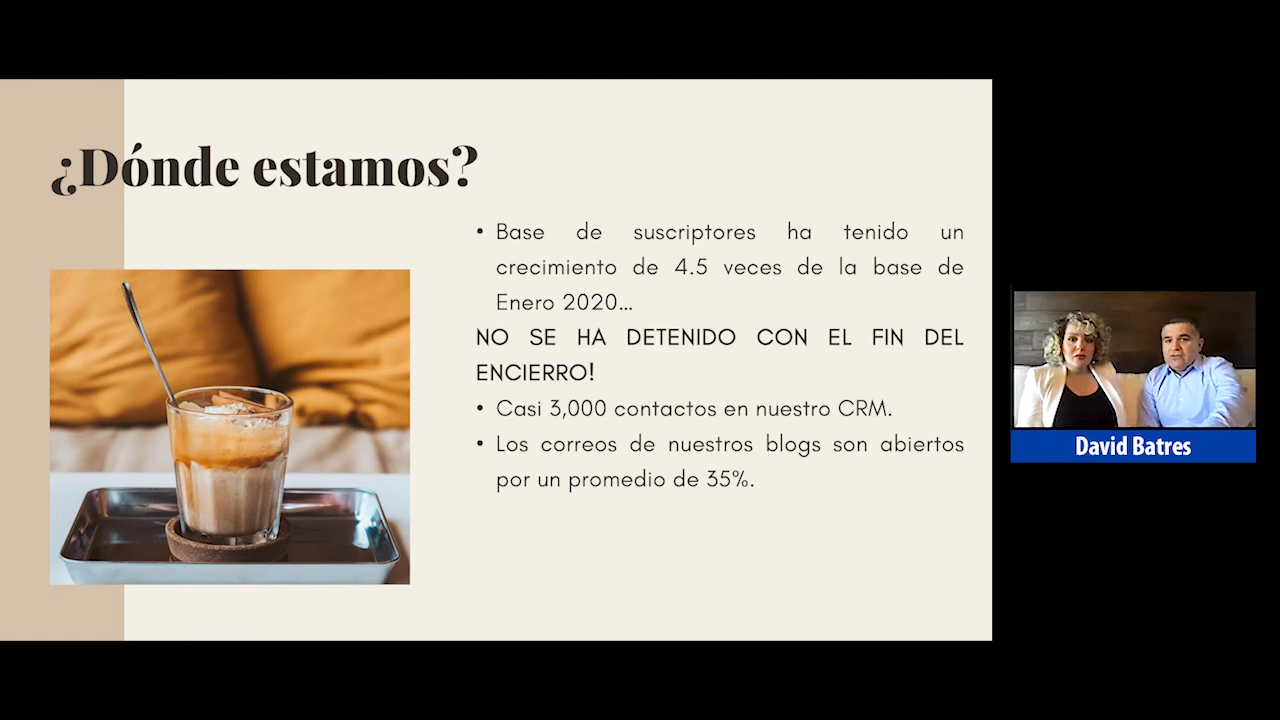 ¿Dónde estamos?
• Base de suscriptores ha tenido un
crecimiento de 4.5 veces de la base de
Enero 2020...
NO SE HA DETENIDO CON EL FIN DEL
ENCIERRO!
• Casi 3,000 contactos en nuestro CRM.
• Los correos de nuestros blogs son abiertos
por un promedio de 35%.
David Batres